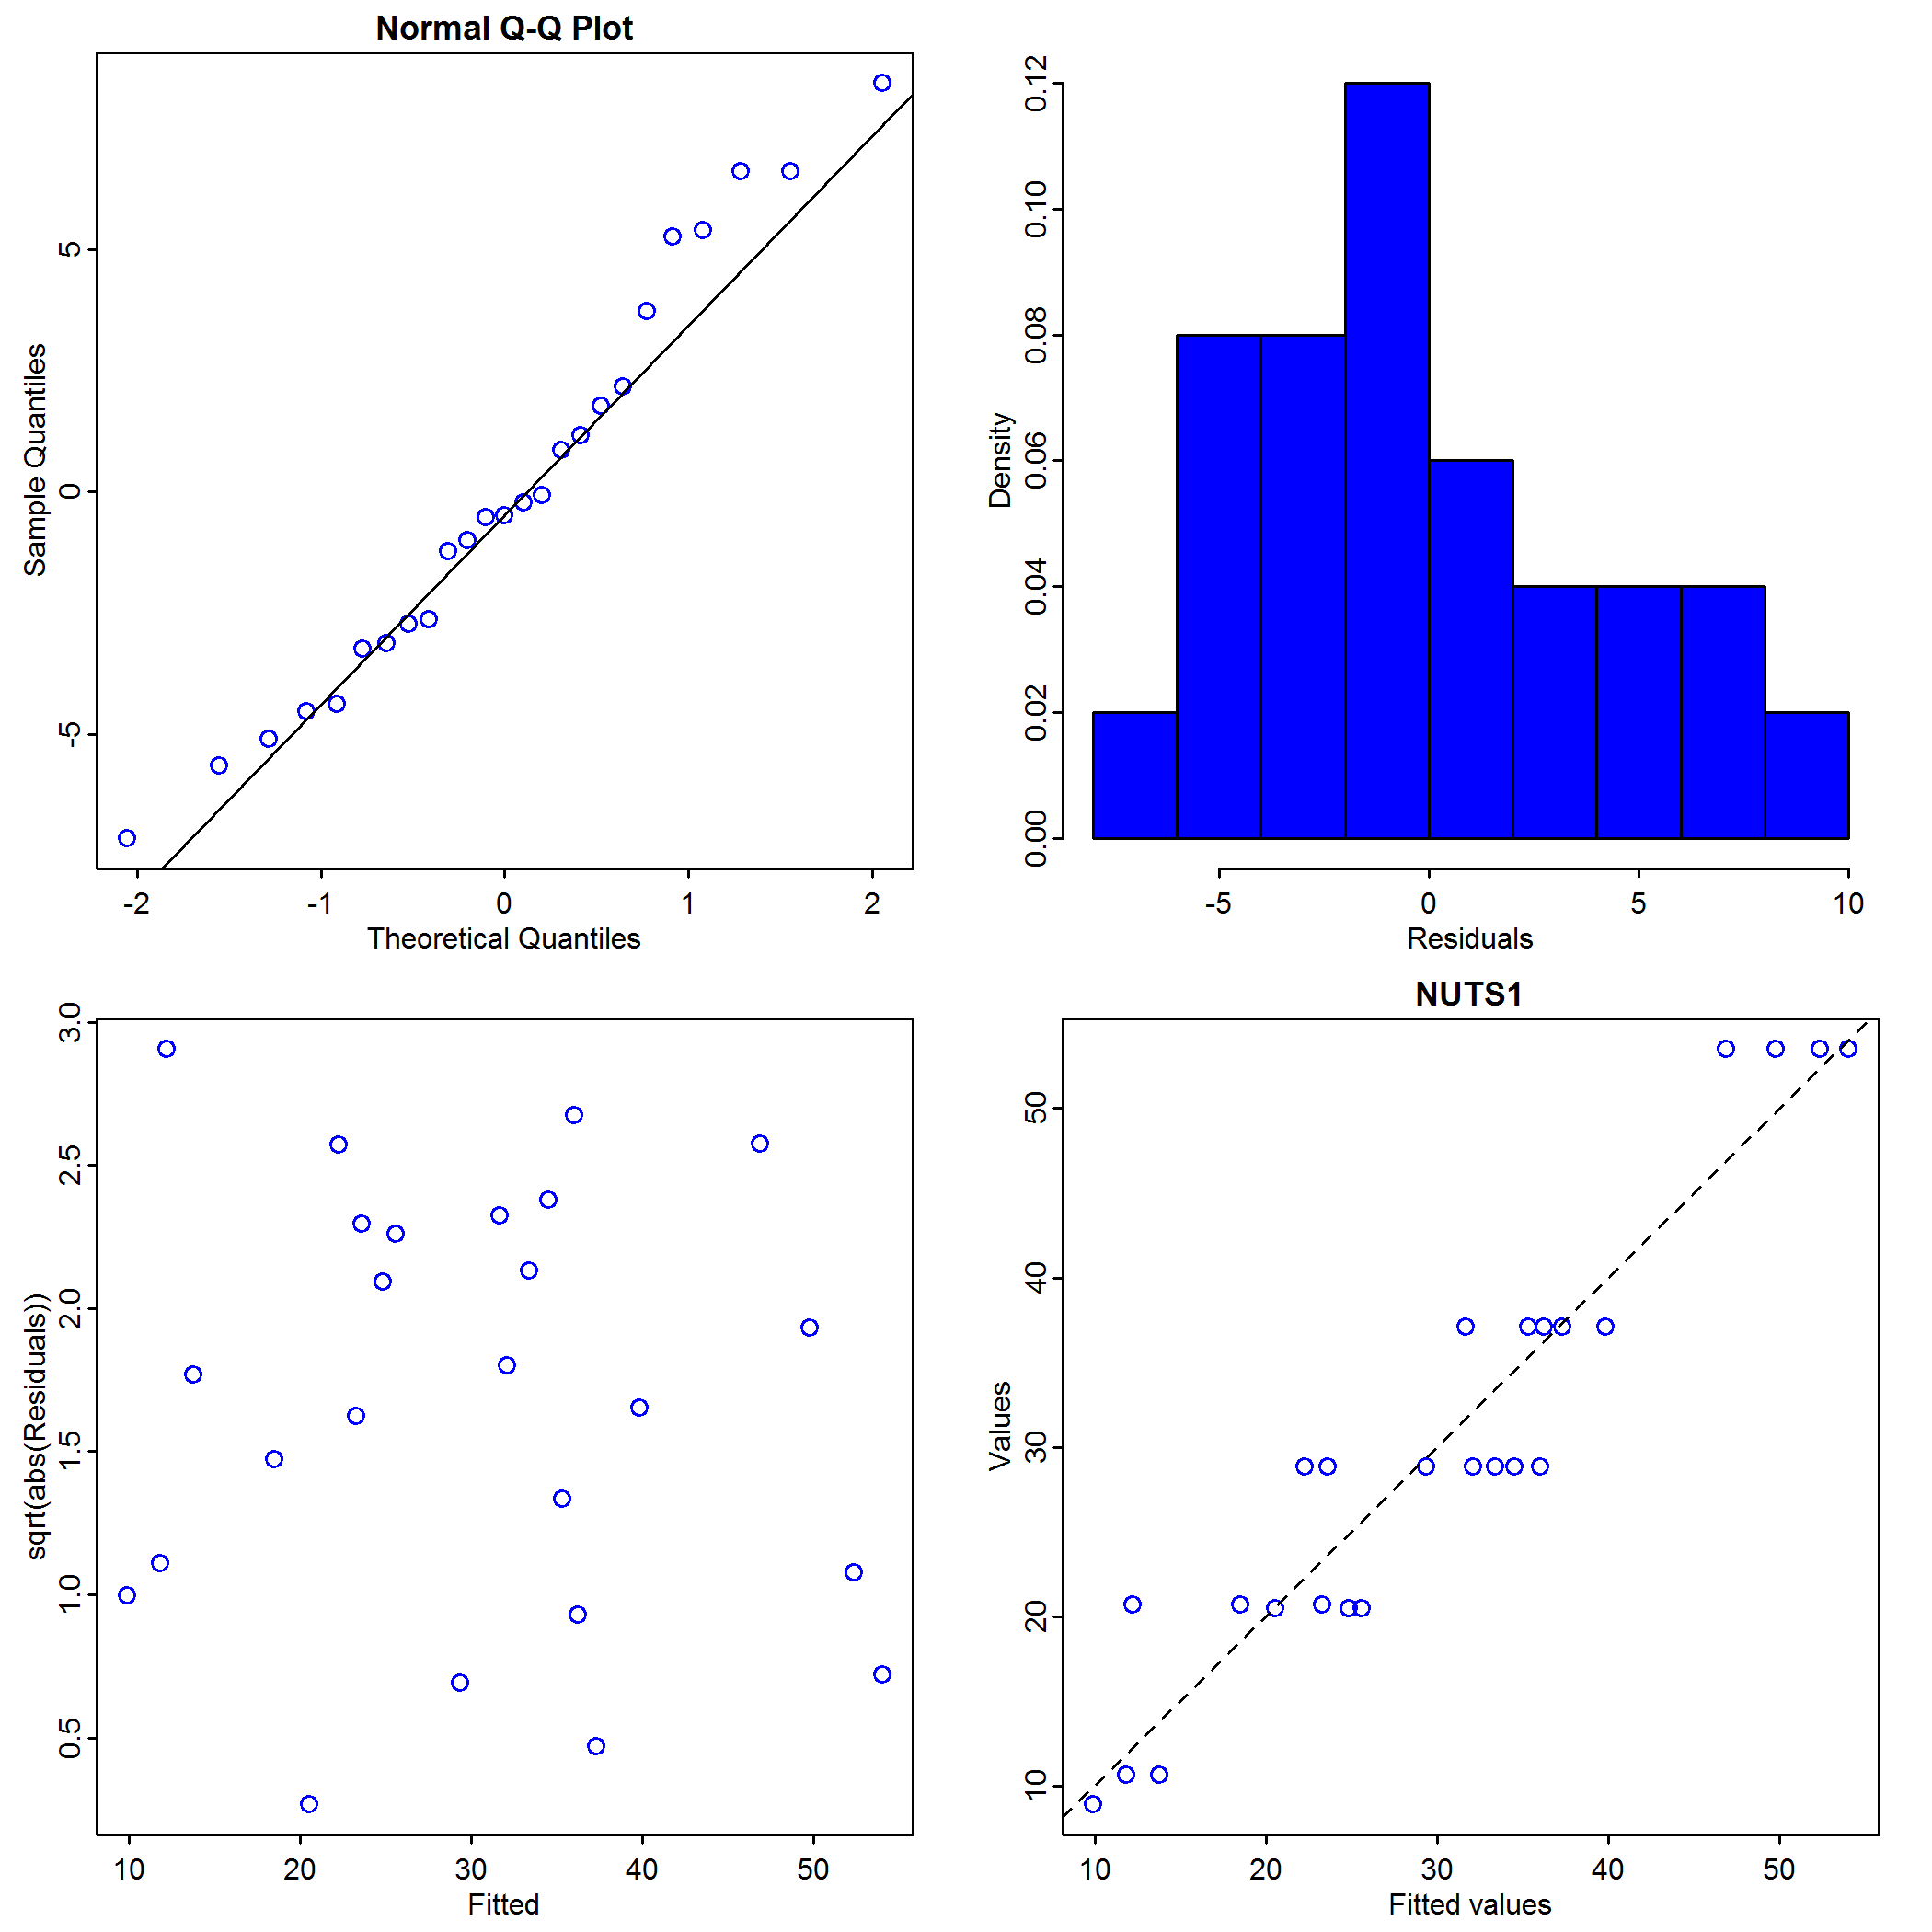 Normal Q-Q Plot
Sample Quantiles
5
0
-5
-2 -1 0 1 2
Theoretical Quantiles
Density
0.12
0.10
0.08
0.06
0.04
0.02
0.00
-5 0 5 10
Residuals
sqrt(abs(Residuals))
3.0
2.5
2.0
1.5
1.0
0.5
10 20 30 40 50
Fitted
NUTS1
Values
50
40
30
20
10
10 20 30 40 50
Fitted values